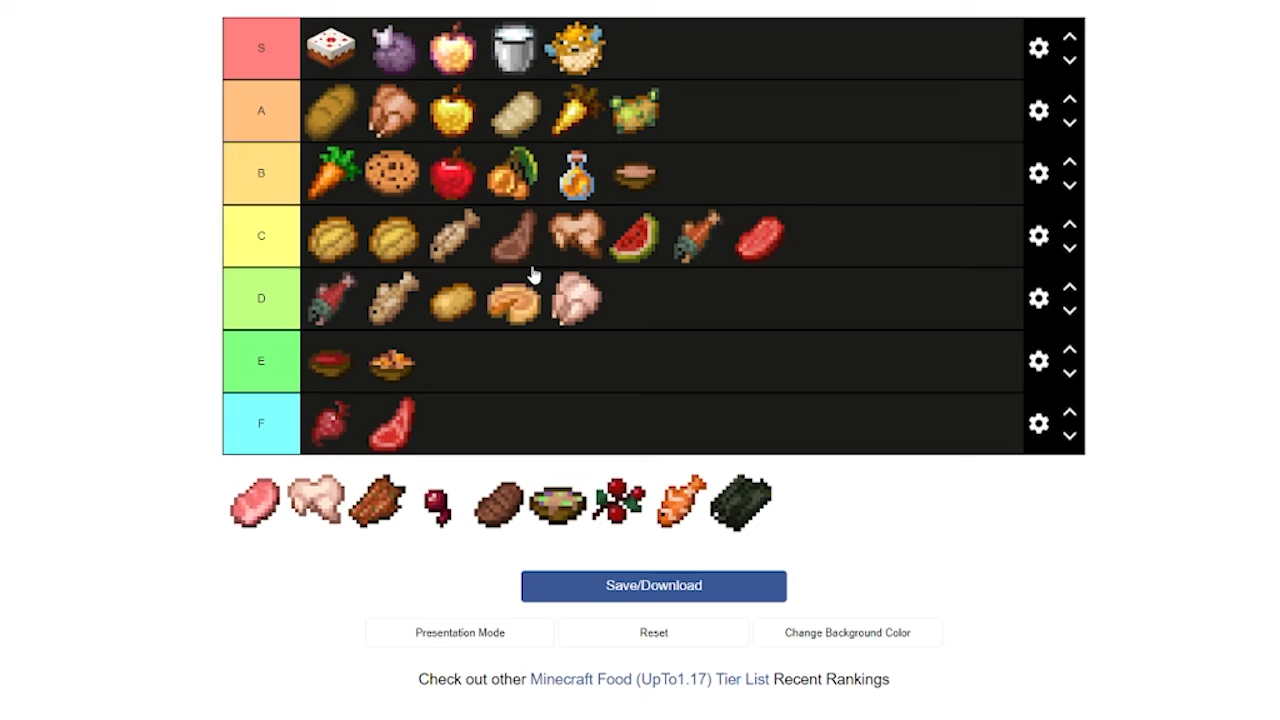 S
A
B
C
D
E
F
Save/Download
Presentation Mode
Reset
Change Background Color
Check out other Minecraft Food (UpTo1.17) Tier List Recent Rankings